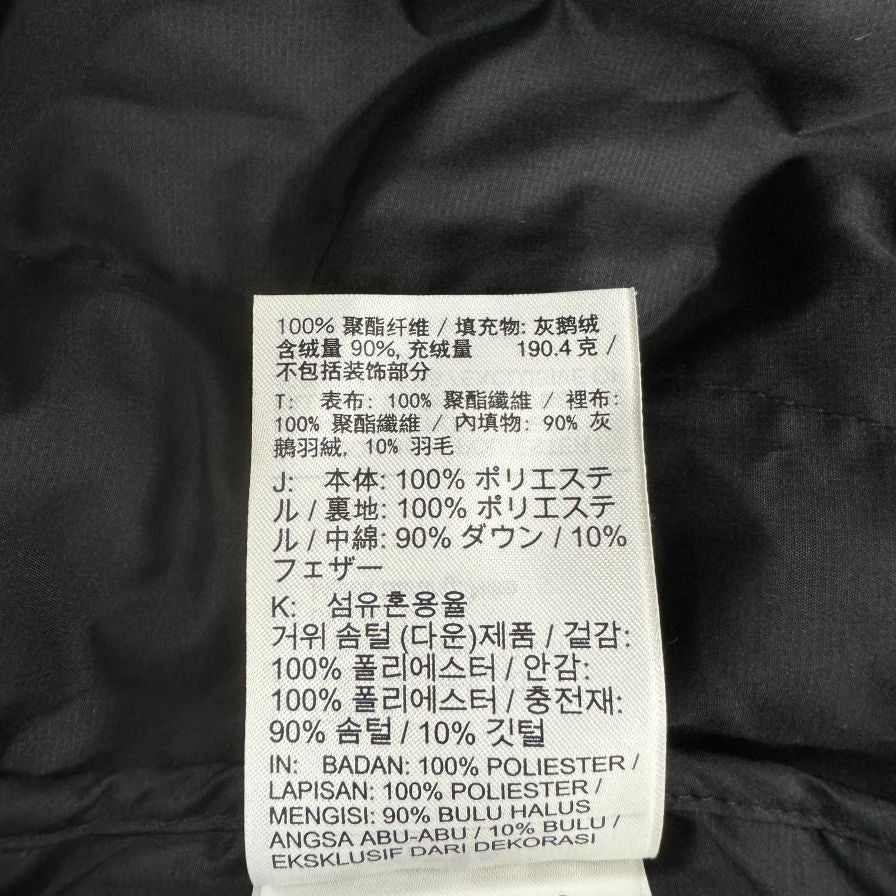 100% 聚酯纤维 / 填充物: 灰鹅绒
含绒量 90%, 充绒量 190.4 克 /
不包括装饰部分
T: 表布: 100% 聚酯纖維 / 裡布:
100% 聚酯纖維 / 內填物: 90% 灰
鵝羽絨, 10% 羽毛
J: 本体: 100% ポリエステ
ル / 裏地: 100% ポリエステ
ル / 中綿: 90% ダウン / 10%
フェザー
K: 섬유혼용율
거위 솜털 (다운)제품 / 겉감:
100% 폴리에스터 / 안감:
100% 폴리에스터 / 충전재:
90% 솜털 / 10% 깃털
IN: BADAN: 100% POLIESTER /
LAPISAN: 100% POLIESTER /
MENGISI: 90% BULU HALUS
ANGSA ABU-ABU / 10% BULU /
EKSKLUSIF DARI DEKORASI